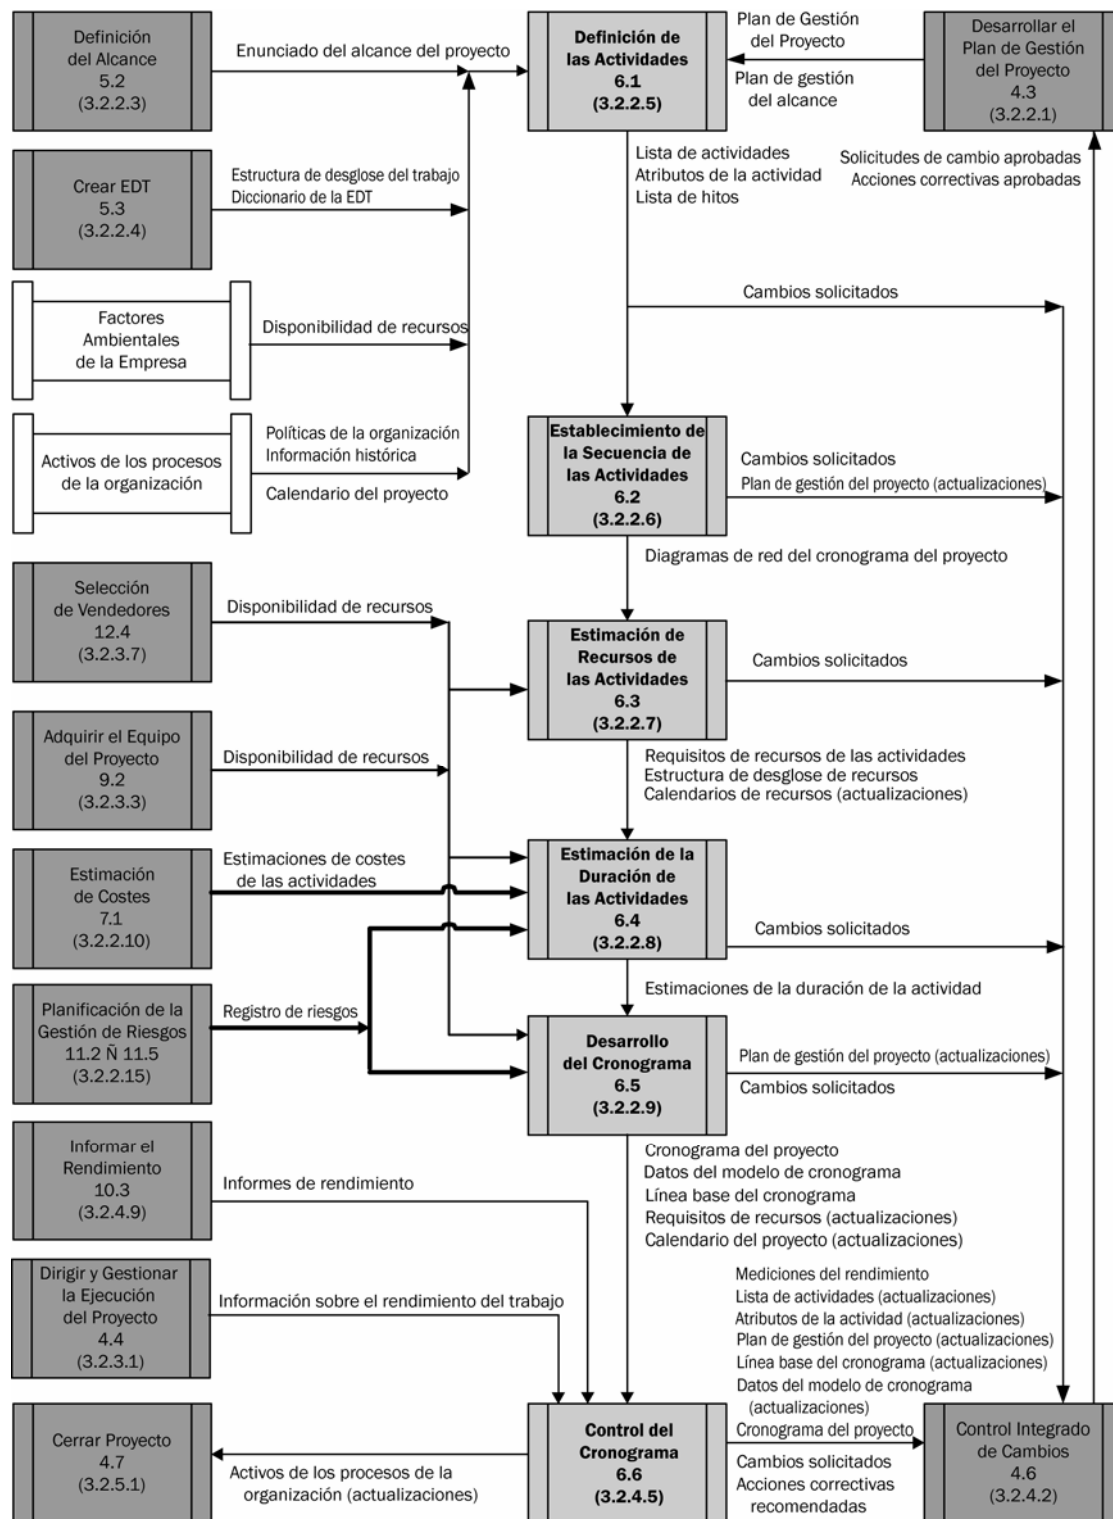 Definición
del Alcance
5.2
(3.2.2.3)
Enunciado del alcance del proyecto
Definición de
las Actividades
6.1
(3.2.2.5)
Plan de Gestión
del Proyecto
Plan de gestión
del alcance
Desarrollar el
Plan de Gestión
del Proyecto
4.3
(3.2.2.1)
Crear EDT
5.3
(3.2.2.4)
Estructura de desglose del trabajo
Diccionario de la EDT
Lista de actividades
Atributos de la actividad
Lista de hitos
Solicitudes de cambio aprobadas
Acciones correctivas aprobadas
Factores
Ambientales
de la Empresa
Disponibilidad de recursos
Cambios solicitados
Activos de los procesos
de la organización
Políticas de la organización
Información histórica
Calendario del proyecto
Establecimiento de
la Secuencia de
las Actividades
6.2
(3.2.2.6)
Cambios solicitados
Plan de gestión del proyecto (actualizaciones)
Diagramas de red del cronograma del proyecto
Selección
de Vendedores
12.4
(3.2.3.7)
Disponibilidad de recursos
Estimación de
Recursos de
las Actividades
6.3
(3.2.2.7)
Cambios solicitados
Adquirir el Equipo
del Proyecto
9.2
(3.2.3.3)
Disponibilidad de recursos
Requisitos de recursos de las actividades
Estructura de desglose de recursos
Calendarios de recursos (actualizaciones)
Estimación
de Costes
7.1
(3.2.2.10)
Estimaciones de costes
de las actividades
Estimación de la
Duración de
las Actividades
6.4
(3.2.2.8)
Cambios solicitados
Estimaciones de la duración de la actividad
Planificación de la
Gestión de Riesgos
11.2 Ñ 11.5
(3.2.2.15)
Registro de riesgos
Desarrollo
del Cronograma
6.5
(3.2.2.9)
Plan de gestión del proyecto (actualizaciones)
Cambios solicitados
Informar el
Rendimiento
10.3
(3.2.4.9)
Informes de rendimiento
Cronograma del proyecto
Datos del modelo de cronograma
Línea base del cronograma
Requisitos de recursos (actualizaciones)
Calendario del proyecto (actualizaciones)
Dirigir y Gestionar
la Ejecución
del Proyecto
4.4
(3.2.3.1)
Información sobre el rendimiento del trabajo
Mediciones del rendimiento
Lista de actividades (actualizaciones)
Atributos de la actividad (actualizaciones)
Plan de gestión del proyecto (actualizaciones)
Línea base del cronograma (actualizaciones)
Datos del modelo de cronograma
(actualizaciones)
Cronograma del proyecto
Cambios solicitados
Acciones correctivas
recomendadas
Cerrar Proyecto
4.7
(3.2.5.1)
Activos de los procesos de la
organización (actualizaciones)
Control del
Cronograma
6.6
(3.2.4.5)
Control Integrado
de Cambios
4.6
(3.2.4.2)